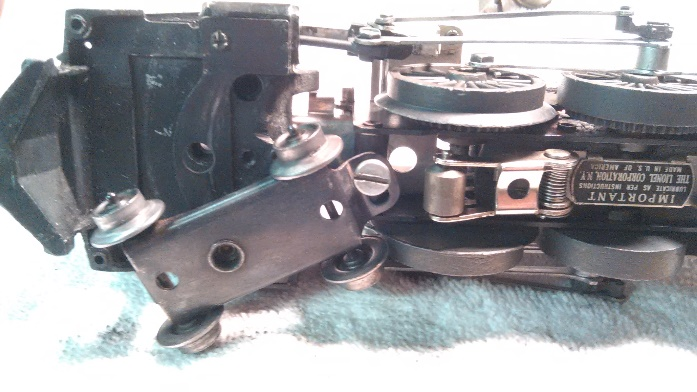 IMPORTANT
LUBRICATE AS PER INSTRUCTIONS
THE LIONEL CORPORATION, N.Y.
MADE IN U.S. OF AMERICA